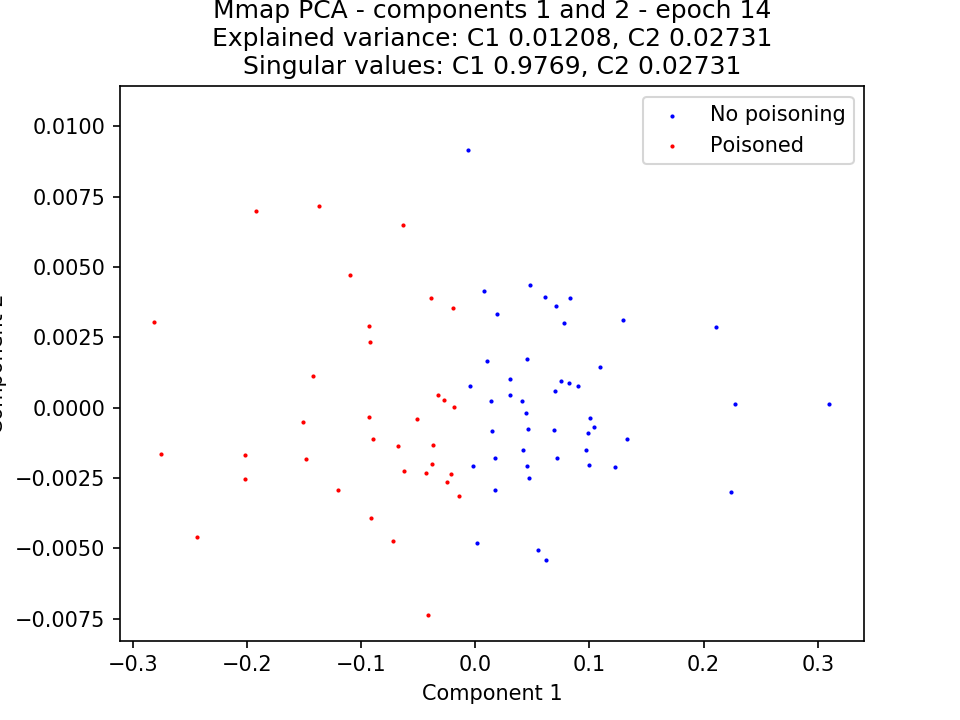 Mmap PCA - components 1 and 2 - epoch 14
Explained variance: C1 0.01208, C2 0.02731
Singular values: C1 0.9769, C2 0.02731
No poisoning
Poisoned
0.0100
0.0075
0.0050
0.0025
0.0000
−0.0025
−0.0050
−0.0075
−0.3
−0.2
−0.1
0.0
0.1
0.2
0.3
Component 1